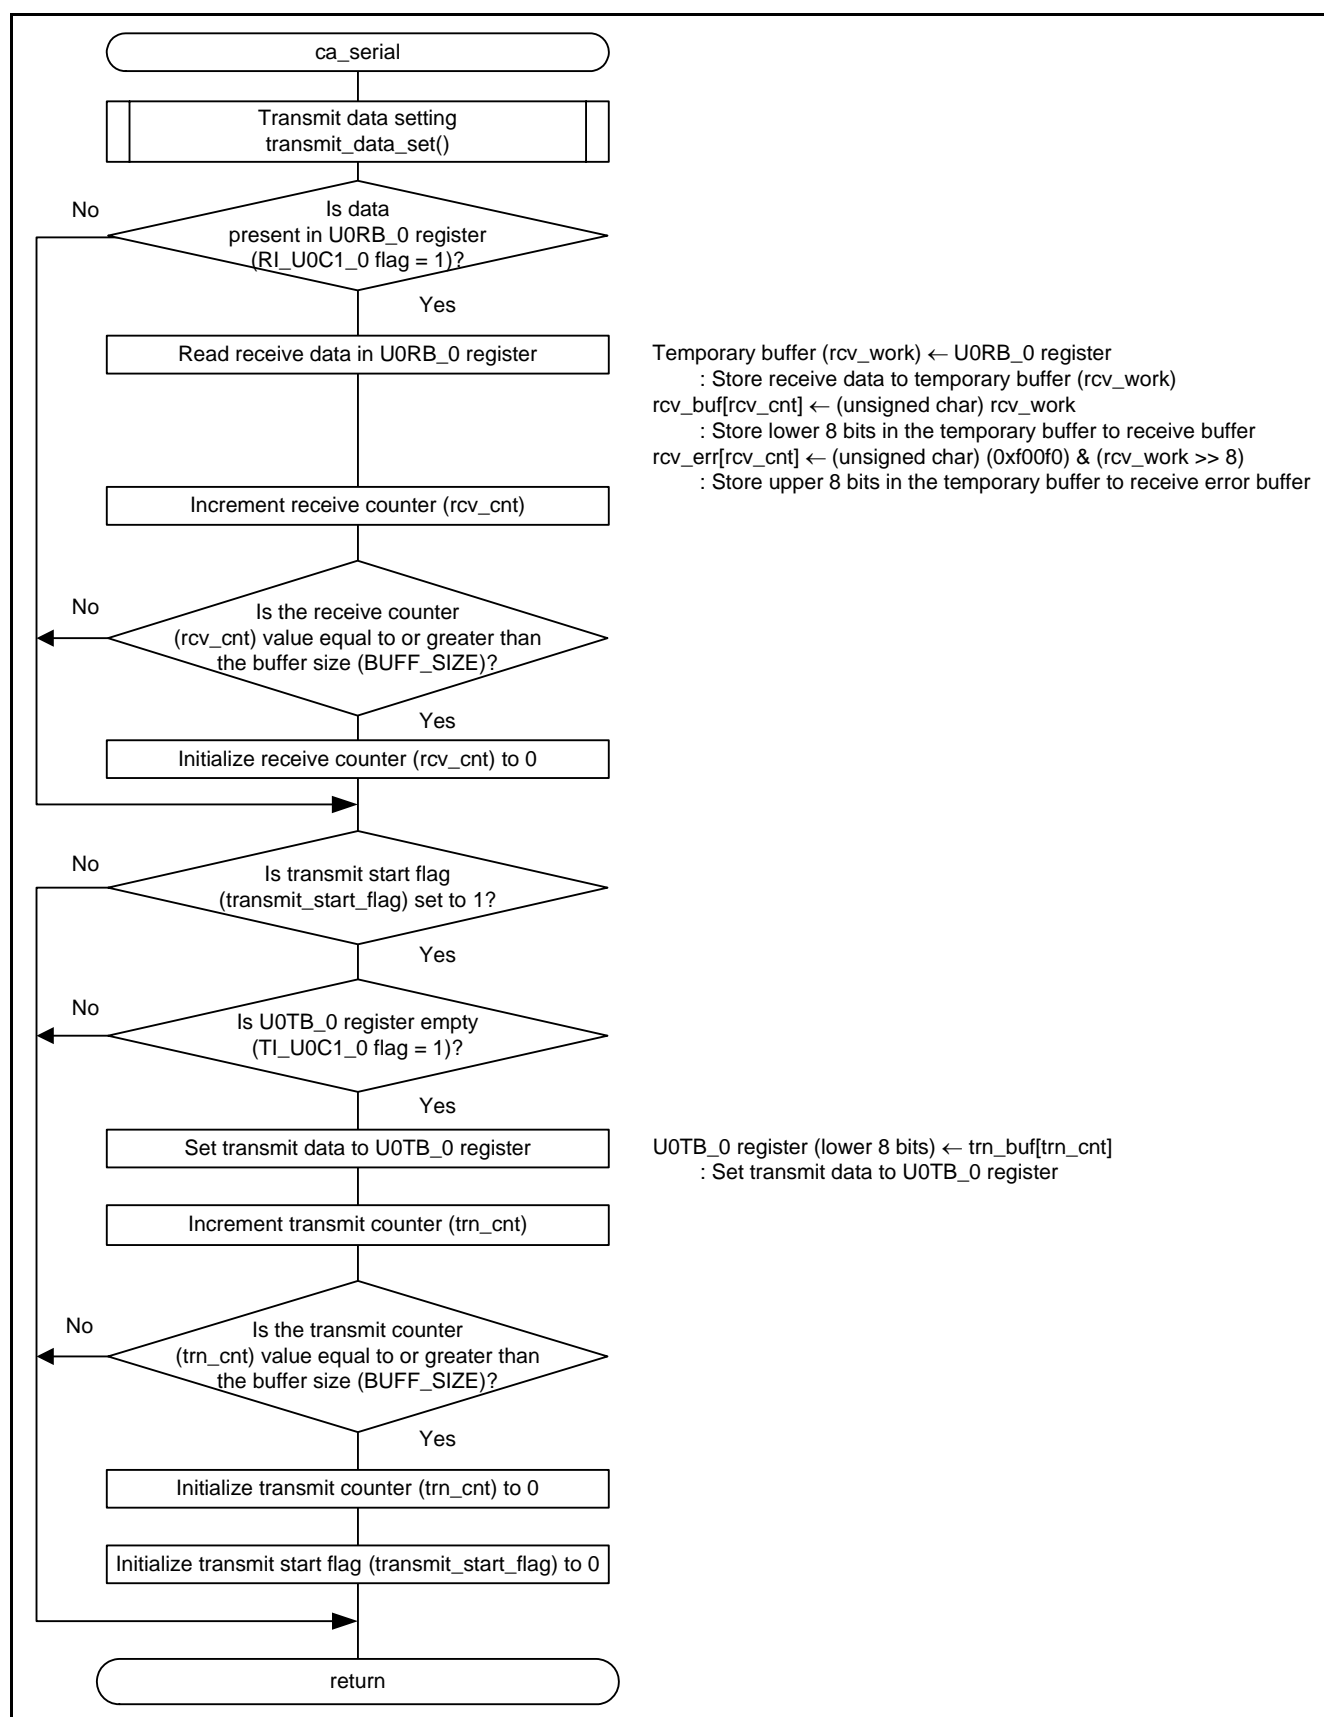 ca_serial
Transmit data setting
transmit_data_set()
No
Is data
present in U0RB_0 register
(RI_U0C1_0 flag = 1)?
Yes
Read receive data in U0RB_0 register
Temporary buffer (rcv_work) ← U0RB_0 register
: Store receive data to temporary buffer (rcv_work)
rcv_buf[rcv_cnt] ← (unsigned char) rcv_work
: Store lower 8 bits in the temporary buffer to receive buffer
rcv_err[rcv_cnt] ← (unsigned char) (0xf00f0) & (rcv_work >> 8)
: Store upper 8 bits in the temporary buffer to receive error buffer
Increment receive counter (rcv_cnt)
No
Is the receive counter
(rcv_cnt) value equal to or greater than
the buffer size (BUFF_SIZE)?
Yes
Initialize receive counter (rcv_cnt) to 0
No
Is transmit start flag
(transmit_start_flag) set to 1?
Yes
No
Is U0TB_0 register empty
(TI_U0C1_0 flag = 1)?
Yes
Set transmit data to U0TB_0 register
U0TB_0 register (lower 8 bits) ← trn_buf[trn_cnt]
: Set transmit data to U0TB_0 register
Increment transmit counter (trn_cnt)
No
Is the transmit counter
(trn_cnt) value equal to or greater than
the buffer size (BUFF_SIZE)?
Yes
Initialize transmit counter (trn_cnt) to 0
Initialize transmit start flag (transmit_start_flag) to 0
return